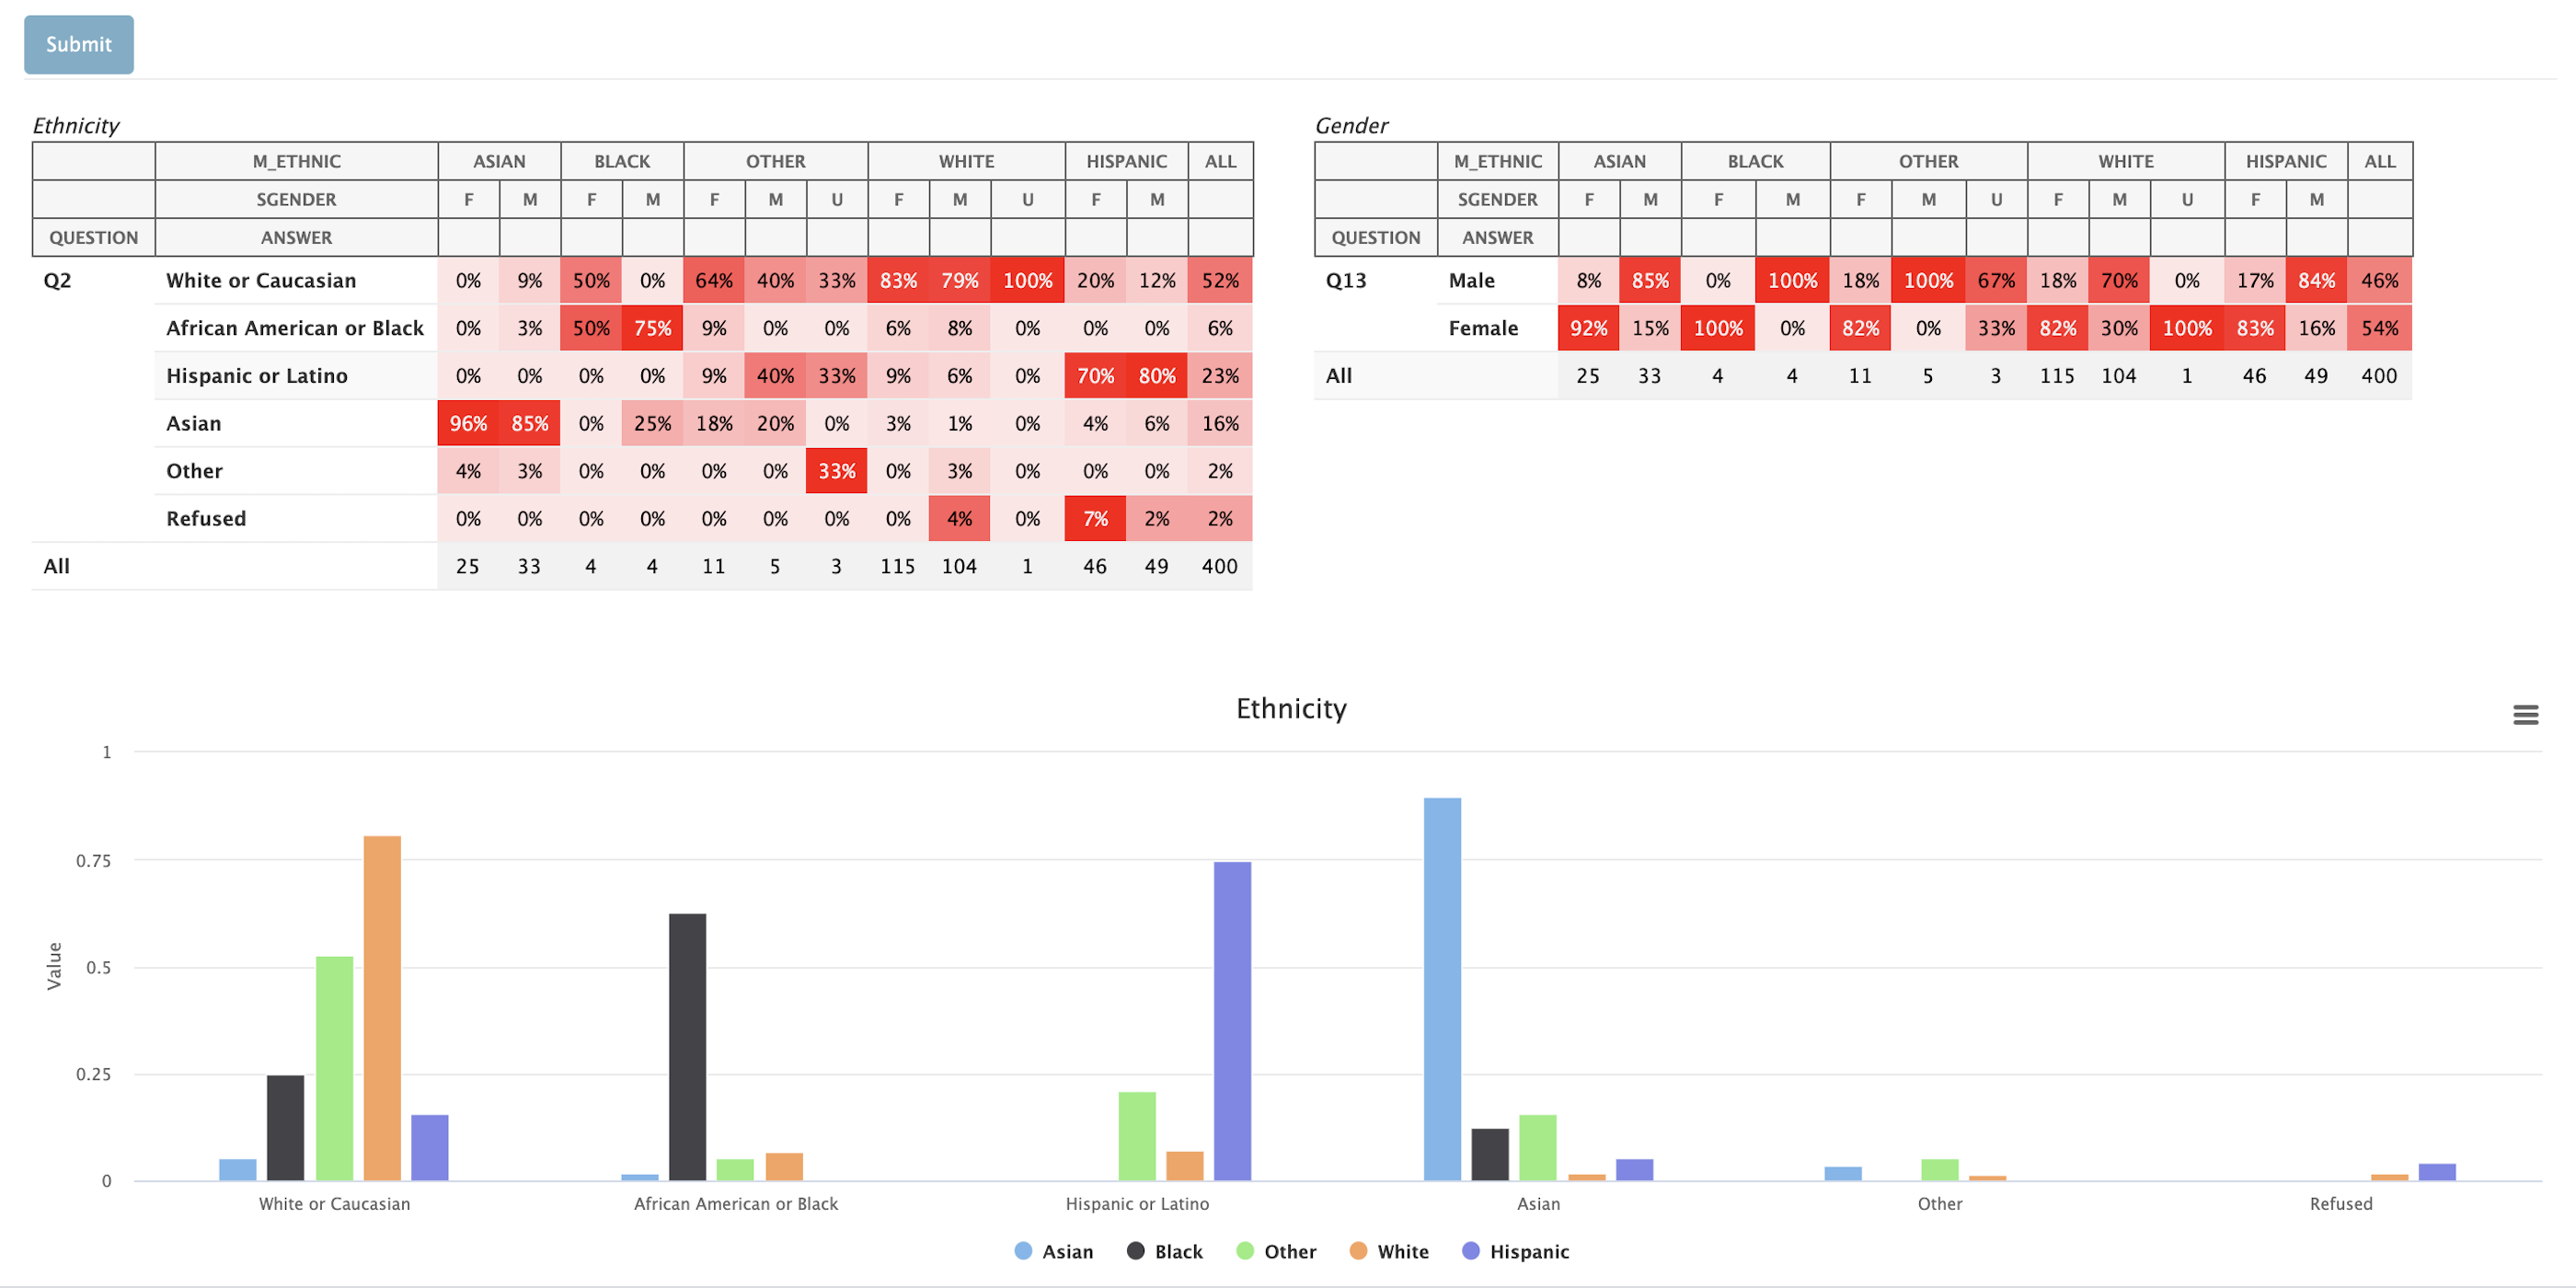 Submit
Ethnicity
M_ETHNIC ASIAN BLACK OTHER WHITE HISPANIC ALL
SGENDER F M F M F M U F M U F M
QUESTION ANSWER
Q2 White or Caucasian 0% 9% 50% 0% 64% 40% 33% 83% 79% 100% 20% 12% 52%
African American or Black 0% 3% 50% 75% 9% 0% 0% 6% 8% 0% 0% 0% 6%
Hispanic or Latino 0% 0% 0% 0% 9% 40% 33% 9% 6% 0% 70% 80% 23%
Asian 96% 85% 0% 25% 18% 20% 0% 3% 1% 0% 4% 6% 16%
Other 4% 3% 0% 0% 0% 0% 33% 0% 3% 0% 0% 0% 2%
Refused 0% 0% 0% 0% 0% 0% 0% 0% 4% 0% 7% 2% 2%
All 25 33 4 4 11 5 3 115 104 1 46 49 400
Gender
M_ETHNIC ASIAN BLACK OTHER WHITE HISPANIC ALL
SGENDER F M F M F M U F M U F M
QUESTION ANSWER
Q13 Male 8% 85% 0% 100% 18% 100% 67% 18% 70% 0% 17% 84% 46%
Female 92% 15% 100% 0% 82% 0% 33% 82% 30% 100% 83% 16% 54%
All 25 33 4 4 11 5 3 115 104 1 46 49 400
Ethnicity
1
0.75
0.5
0.25
0
Value
White or Caucasian African American or Black Hispanic or Latino Asian Other Refused
Asian Black Other White Hispanic